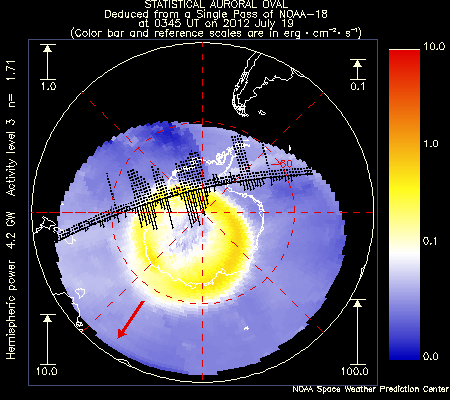 STATISTICAL AURORAL OVAL
Deduced from a Single Pass of NOAA-18
at 0345 UT on 2012 July 19
(Color bar and reference scales are in erg · cm⁻² · s⁻¹)
Hemispheric power 4.2 GW Activity level 3 n= 1.71
1.0
0.1
-60
10.0
100.0
10.0
1.0
0.1
0.0
NOAA Space Weather Prediction Center